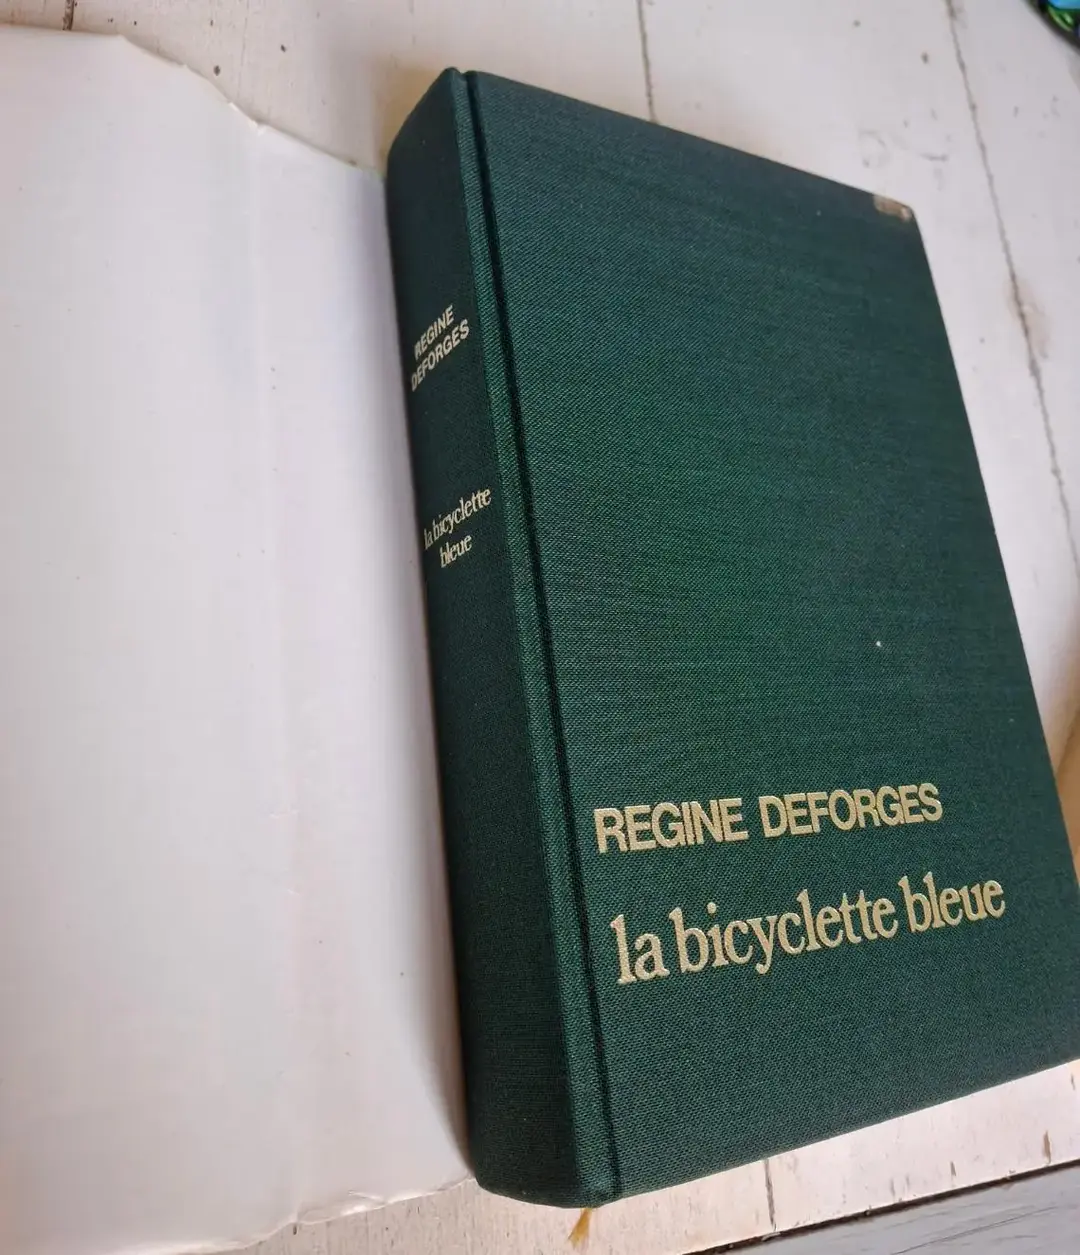 REGINE
DEFORGES
la bicyclette
bleue
REGINE DEFORGES
la bicyclette bleue